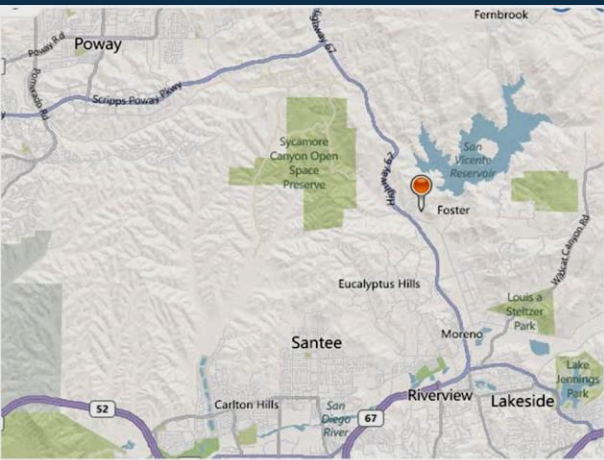 Fernbrook
Highway 67
Poway Rd
Poway
Pomerado Rd
Scripps Poway Pkwy
Sycamore
Canyon Open
Space
Preserve
San
Vicente
Reservoir
Highway 67
Foster
Wildcat Canyon Rd
Eucalyptus Hills
Louis a
Steltzer
Park
Moreno
Santee
Lake
Jennings
Park
Riverview
Lakeside
52
Carlton Hills
San
Diego
River
67